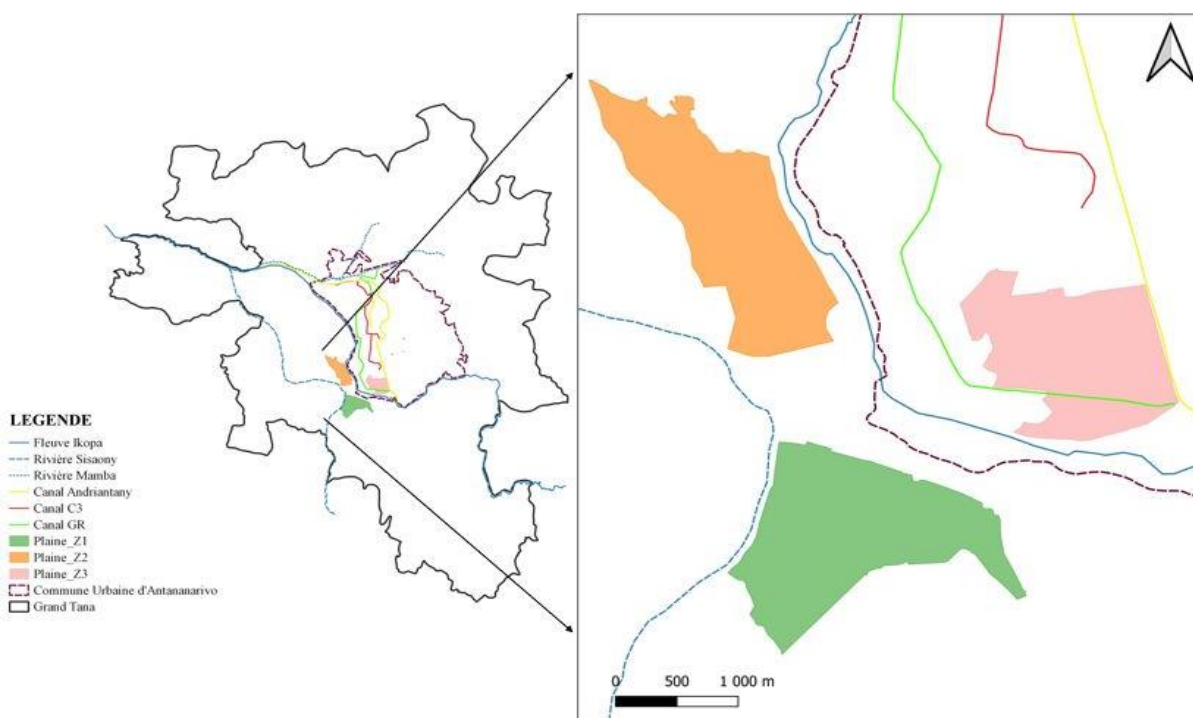 LEGENDE
Fleuve Ikopa
Rivière Sisaony
Rivière Mamba
Canal Andriantany
Canal C3
Canal GR
Plaine_Z1
Plaine_Z2
Plaine_Z3
Commune Urbaine d'Antananarivo
Grand Tana
0 500 1 000 m